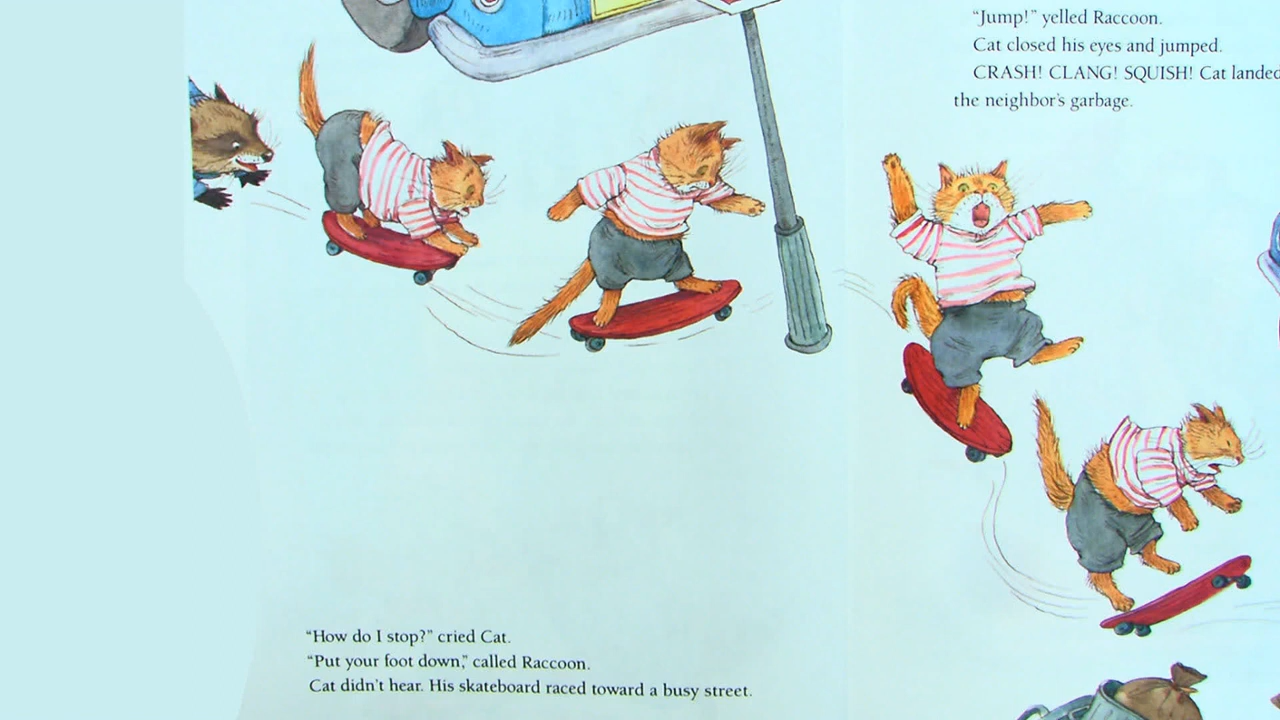 "How do I stop?" cried Cat.
"Put your foot down," called Raccoon.
Cat didn't hear. His skateboard raced toward a busy street.
"Jump!" yelled Raccoon.
Cat closed his eyes and jumped.
CRASH! CLANG! SQUISH! Cat landed
the neighbor's garbage.